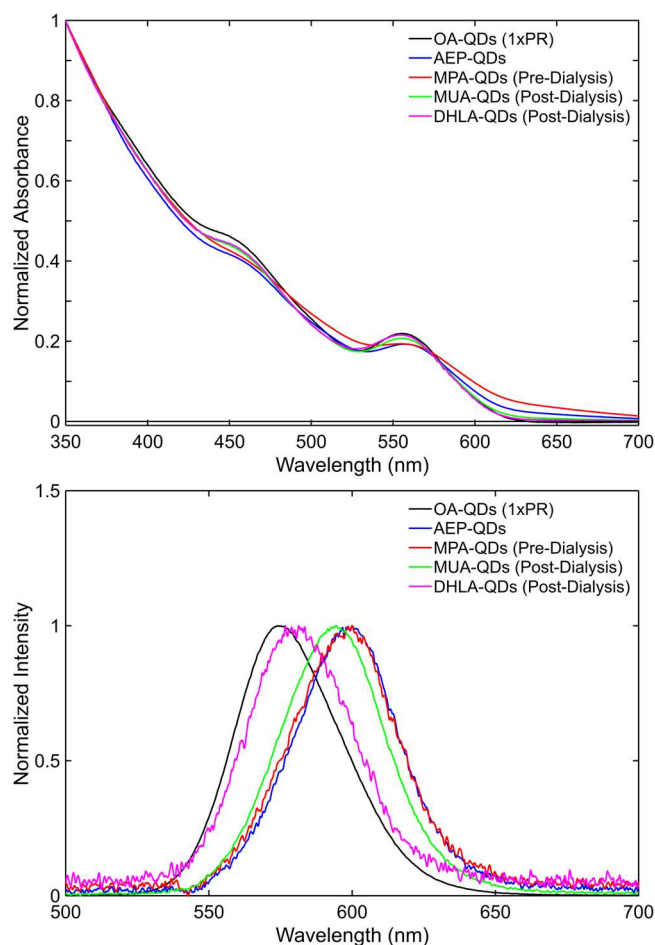 1
0.8
0.6
0.4
0.2
0
350
400
450
500
550
600
700
Normalized Absorbance
Wavelength (nm)
OA-QDs (1xPR)
AEP-QDs
MPA-QDs (Pre-Dialysis)
MUA-QDs (Post-Dialysis)
DHLA-QDs (Post-Dialysis)
1.5
1
0.5
0
500
550
600
650
700
Normalized Intensity
Wavelength (nm)
OA-QDs (1xPR)
AEP-QDs
MPA-QDs (Pre-Dialysis)
MUA-QDs (Post-Dialysis)
DHLA-QDs (Post-Dialysis)